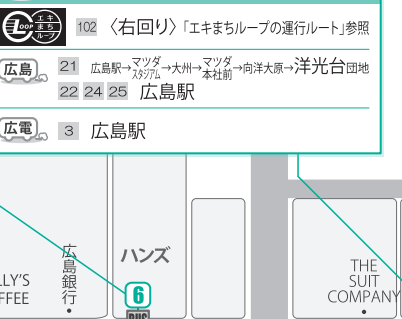 LOOP エキまちループ 102 〈右回り〉「エキまちループの運行ルート」参照
広島 21 広島駅→マツダスタジアム→大州→マツダ本社前→向洋大原→洋光台団地
22 24 25 広島駅
広電 3 広島駅
広島銀行
ハンズ
6
BUS
LLY'S
FFEE
THE
SUIT
COMPANY